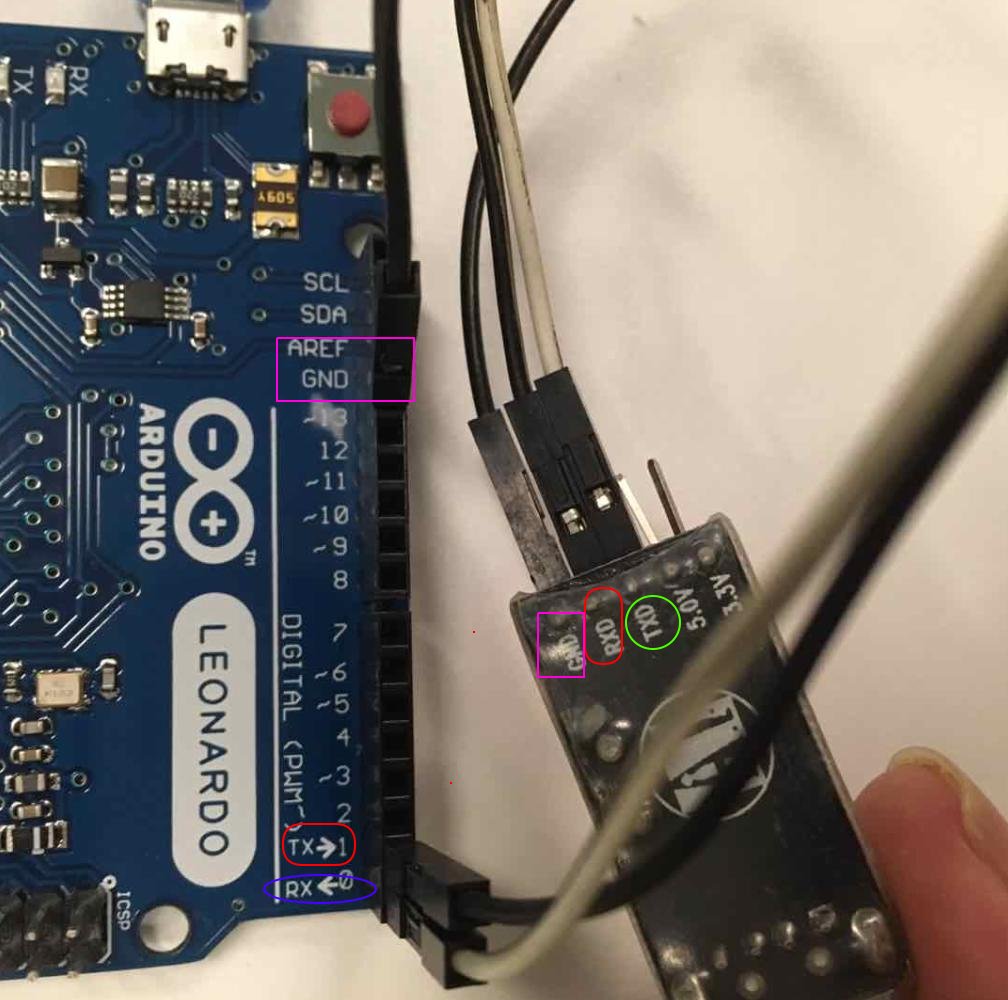 TX
RX
509Y
SCL
SDA
AREF
GND
~13
12
~11
~10
~9
8
7
~6
~5
4
~3
2
TX→1
RX←0
DIGITAL (PWM~)
ARDUINO
TM
LEONARDO
ICSP
GND
RXD
TXD
5.0V
3.3V